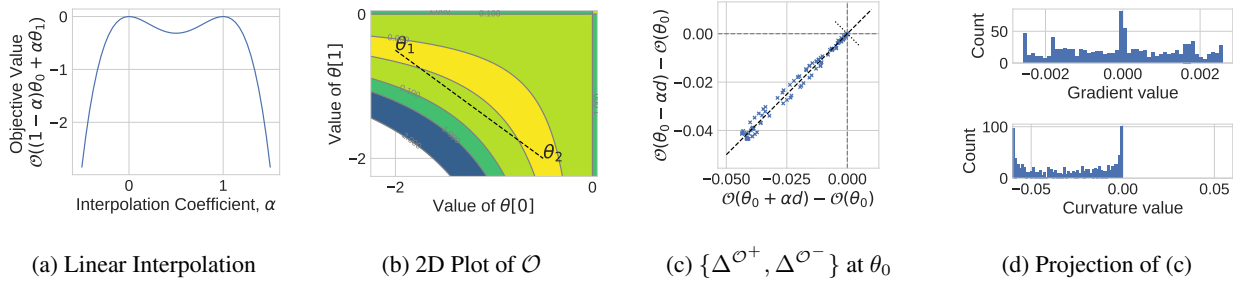 Objective Value
𝒪((1 − α)θ₀ + αθ₁)
0
−1
−2
0
1
Interpolation Coefficient, α
(a) Linear Interpolation
Value of θ[1]
0
−2
θ₁
θ₂
−2
0
Value of θ[0]
(b) 2D Plot of 𝒪
𝒪(θ₀ − αd) − 𝒪(θ₀)
0.00
−0.02
−0.04
−0.050
−0.025
0.000
𝒪(θ₀ + αd) − 𝒪(θ₀)
(c) {Δ^𝒪⁺, Δ^𝒪⁻} at θ₀
Count
50
0
−0.002
0.000
0.002
Gradient value
Count
100
0
−0.05
0.00
0.05
Curvature value
(d) Projection of (c)